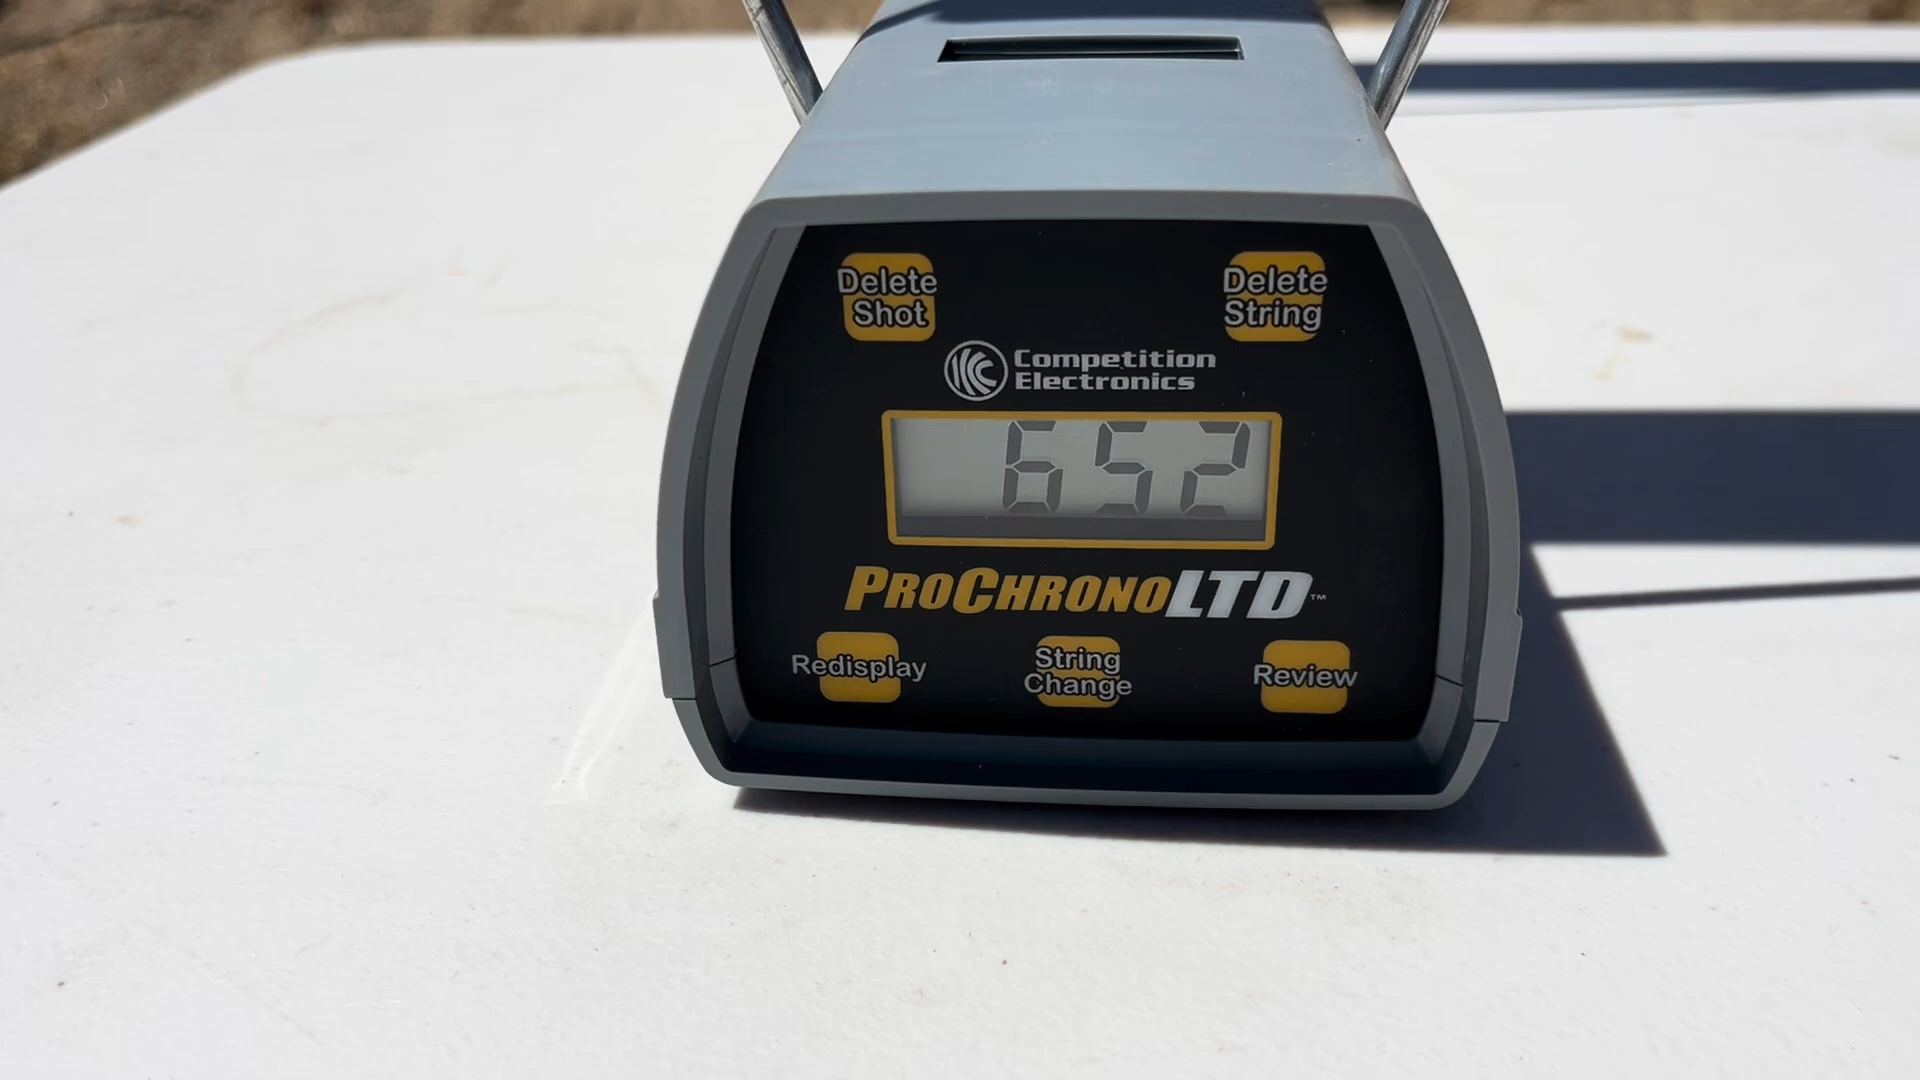 Delete
Shot
Delete
String
Competition
Electronics
652
PROCHRONOLTD™
Redisplay
String
Change
Review